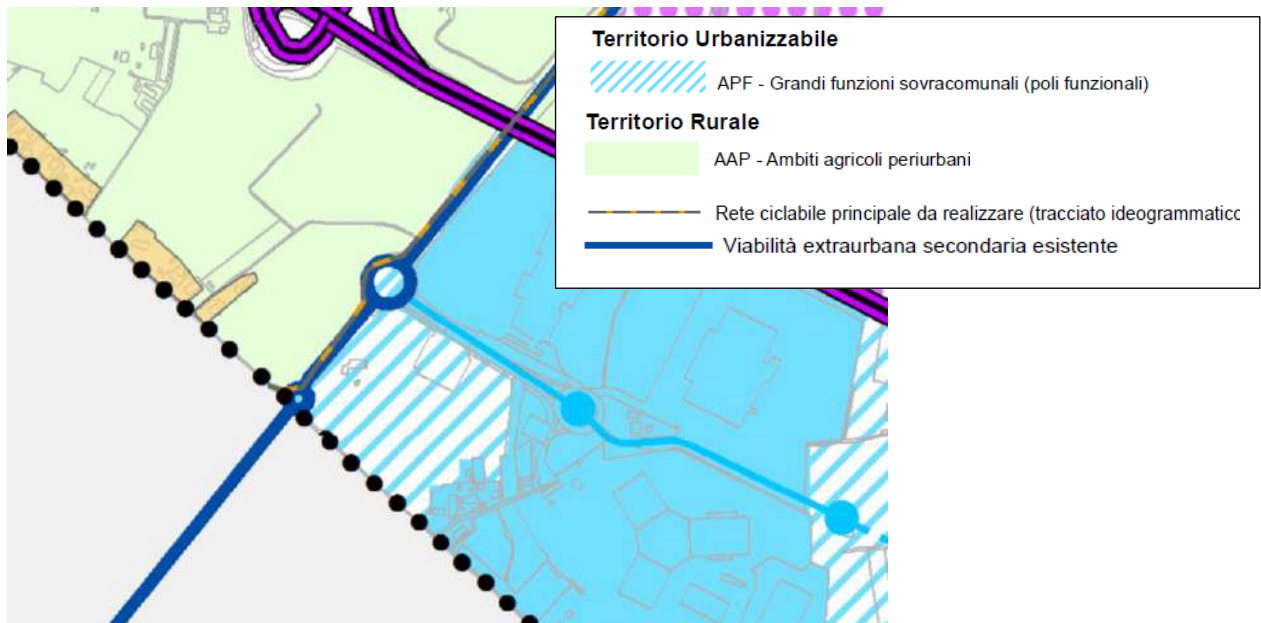 Territorio Urbanizzabile
APF - Grandi funzioni sovracomunali (poli funzionali)
Territorio Rurale
AAP - Ambiti agricoli periurbani
Rete ciclabile principale da realizzare (tracciato ideogrammatico
Viabilità extraurbana secondaria esistente